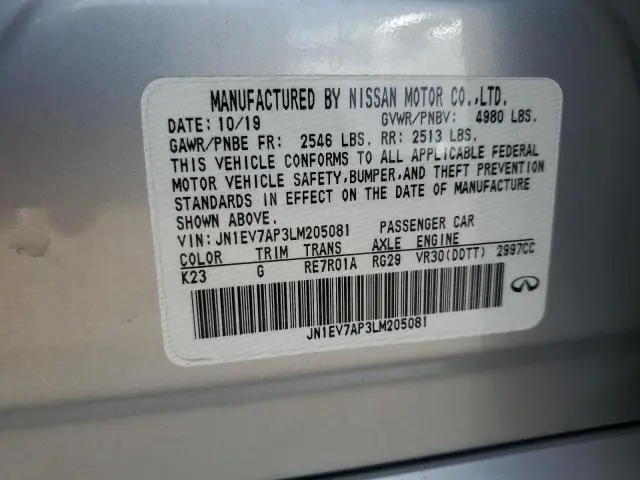 MANUFACTURED BY NISSAN MOTOR CO.,LTD.
DATE: 10/19 GVWR/PNBV: 4980 LBS.
GAWR/PNBE FR: 2546 LBS. RR: 2513 LBS.
THIS VEHICLE CONFORMS TO ALL APPLICABLE FEDERAL
MOTOR VEHICLE SAFETY,BUMPER,AND THEFT PREVENTION
STANDARDS IN EFFECT ON THE DATE OF MANUFACTURE
SHOWN ABOVE.
VIN:JN1EV7AP3LM205081 PASSENGER CAR
COLOR TRIM TRANS AXLE ENGINE
K23 G RE7R01A RG29 VR30(DDTT) 2997CC
JN1EV7AP3LM205081